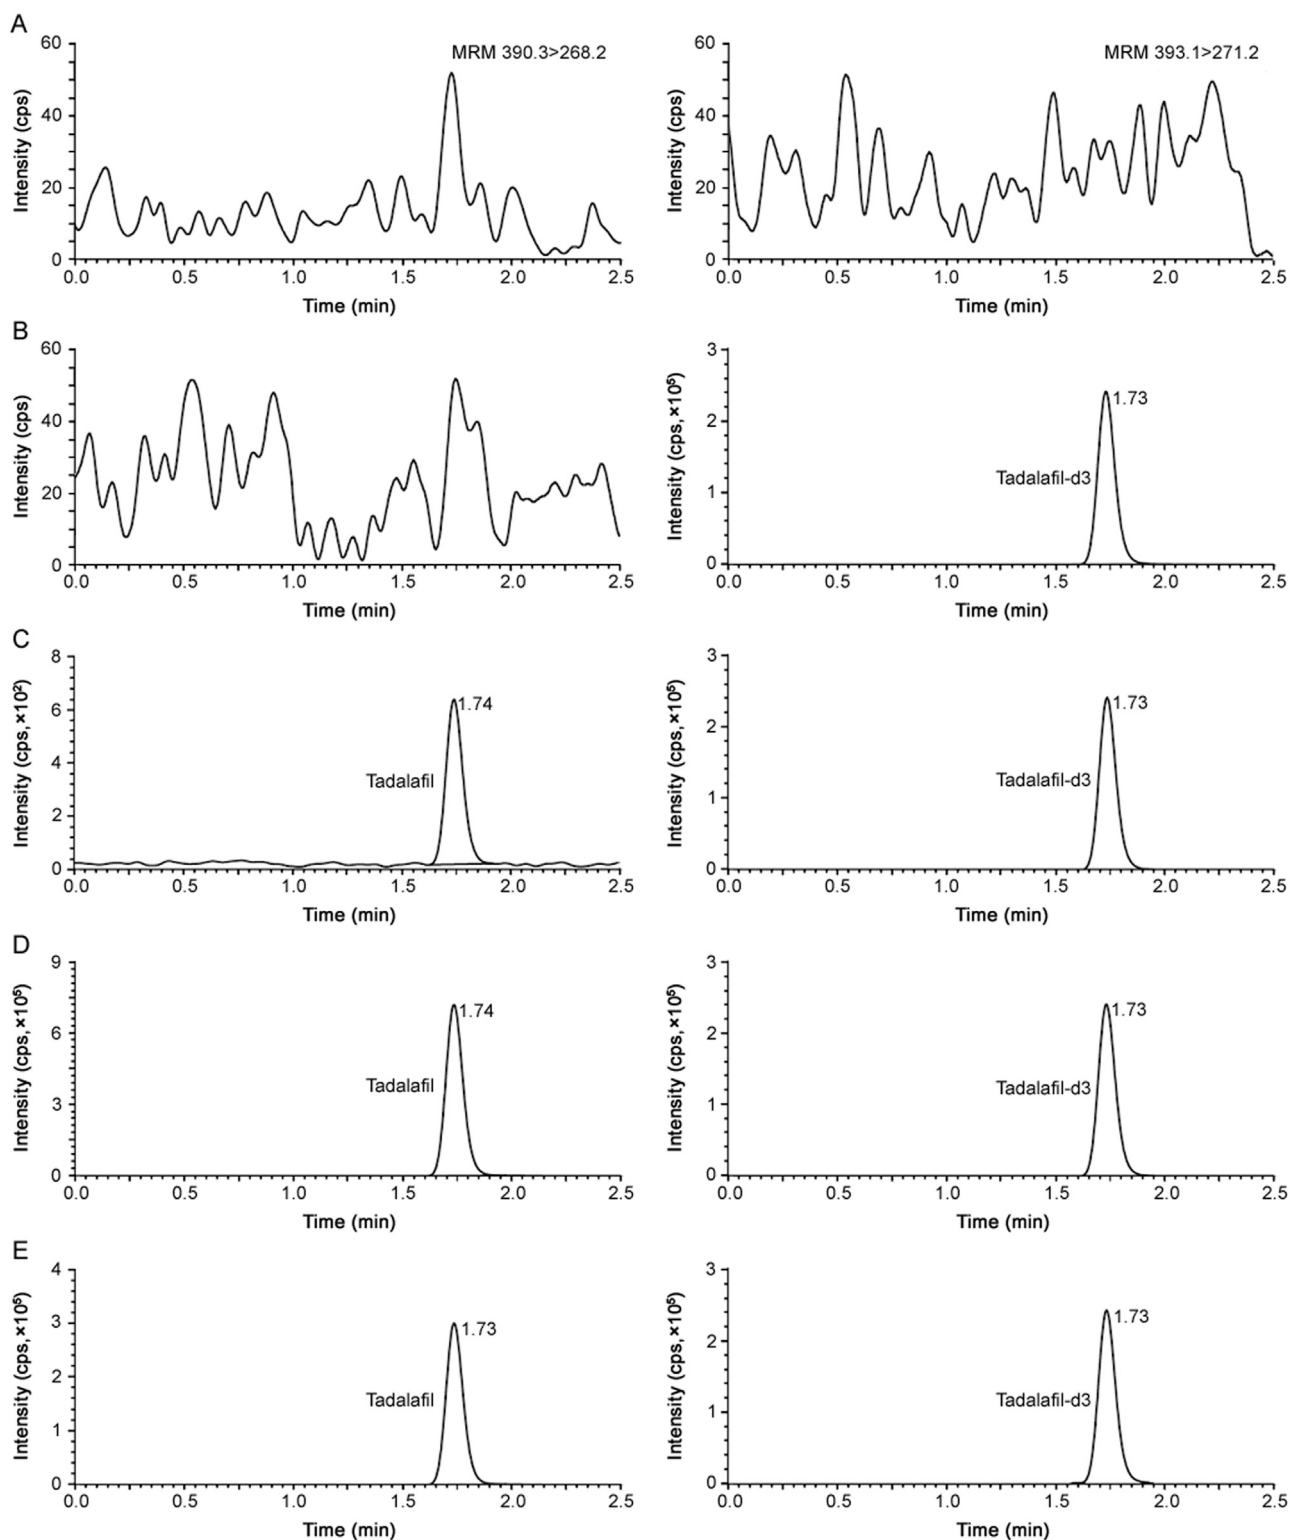 A
MRM 390.3>268.2
Intensity (cps)
60
40
20
0
0.0 0.5 1.0 1.5 2.0 2.5
Time (min)
MRM 393.1>271.2
Intensity (cps)
60
40
20
0
0.0 0.5 1.0 1.5 2.0 2.5
Time (min)
B
Intensity (cps)
60
40
20
0
0.0 0.5 1.0 1.5 2.0 2.5
Time (min)
Intensity (cps, ×10⁵)
3
2
1
0
1.73
Tadalafil-d3
0.0 0.5 1.0 1.5 2.0 2.5
Time (min)
C
Intensity (cps, ×10²)
8
6
4
2
0
1.74
Tadalafil
0.0 0.5 1.0 1.5 2.0 2.5
Time (min)
Intensity (cps, ×10⁵)
3
2
1
0
1.73
Tadalafil-d3
0.0 0.5 1.0 1.5 2.0 2.5
Time (min)
D
Intensity (cps, ×10⁵)
9
6
3
0
1.74
Tadalafil
0.0 0.5 1.0 1.5 2.0 2.5
Time (min)
Intensity (cps, ×10⁵)
3
2
1
0
1.73
Tadalafil-d3
0.0 0.5 1.0 1.5 2.0 2.5
Time (min)
E
Intensity (cps, ×10⁵)
4
3
2
1
0
1.73
Tadalafil
0.0 0.5 1.0 1.5 2.0 2.5
Time (min)
Intensity (cps, ×10⁵)
3
2
1
0
1.73
Tadalafil-d3
0.0 0.5 1.0 1.5 2.0 2.5
Time (min)